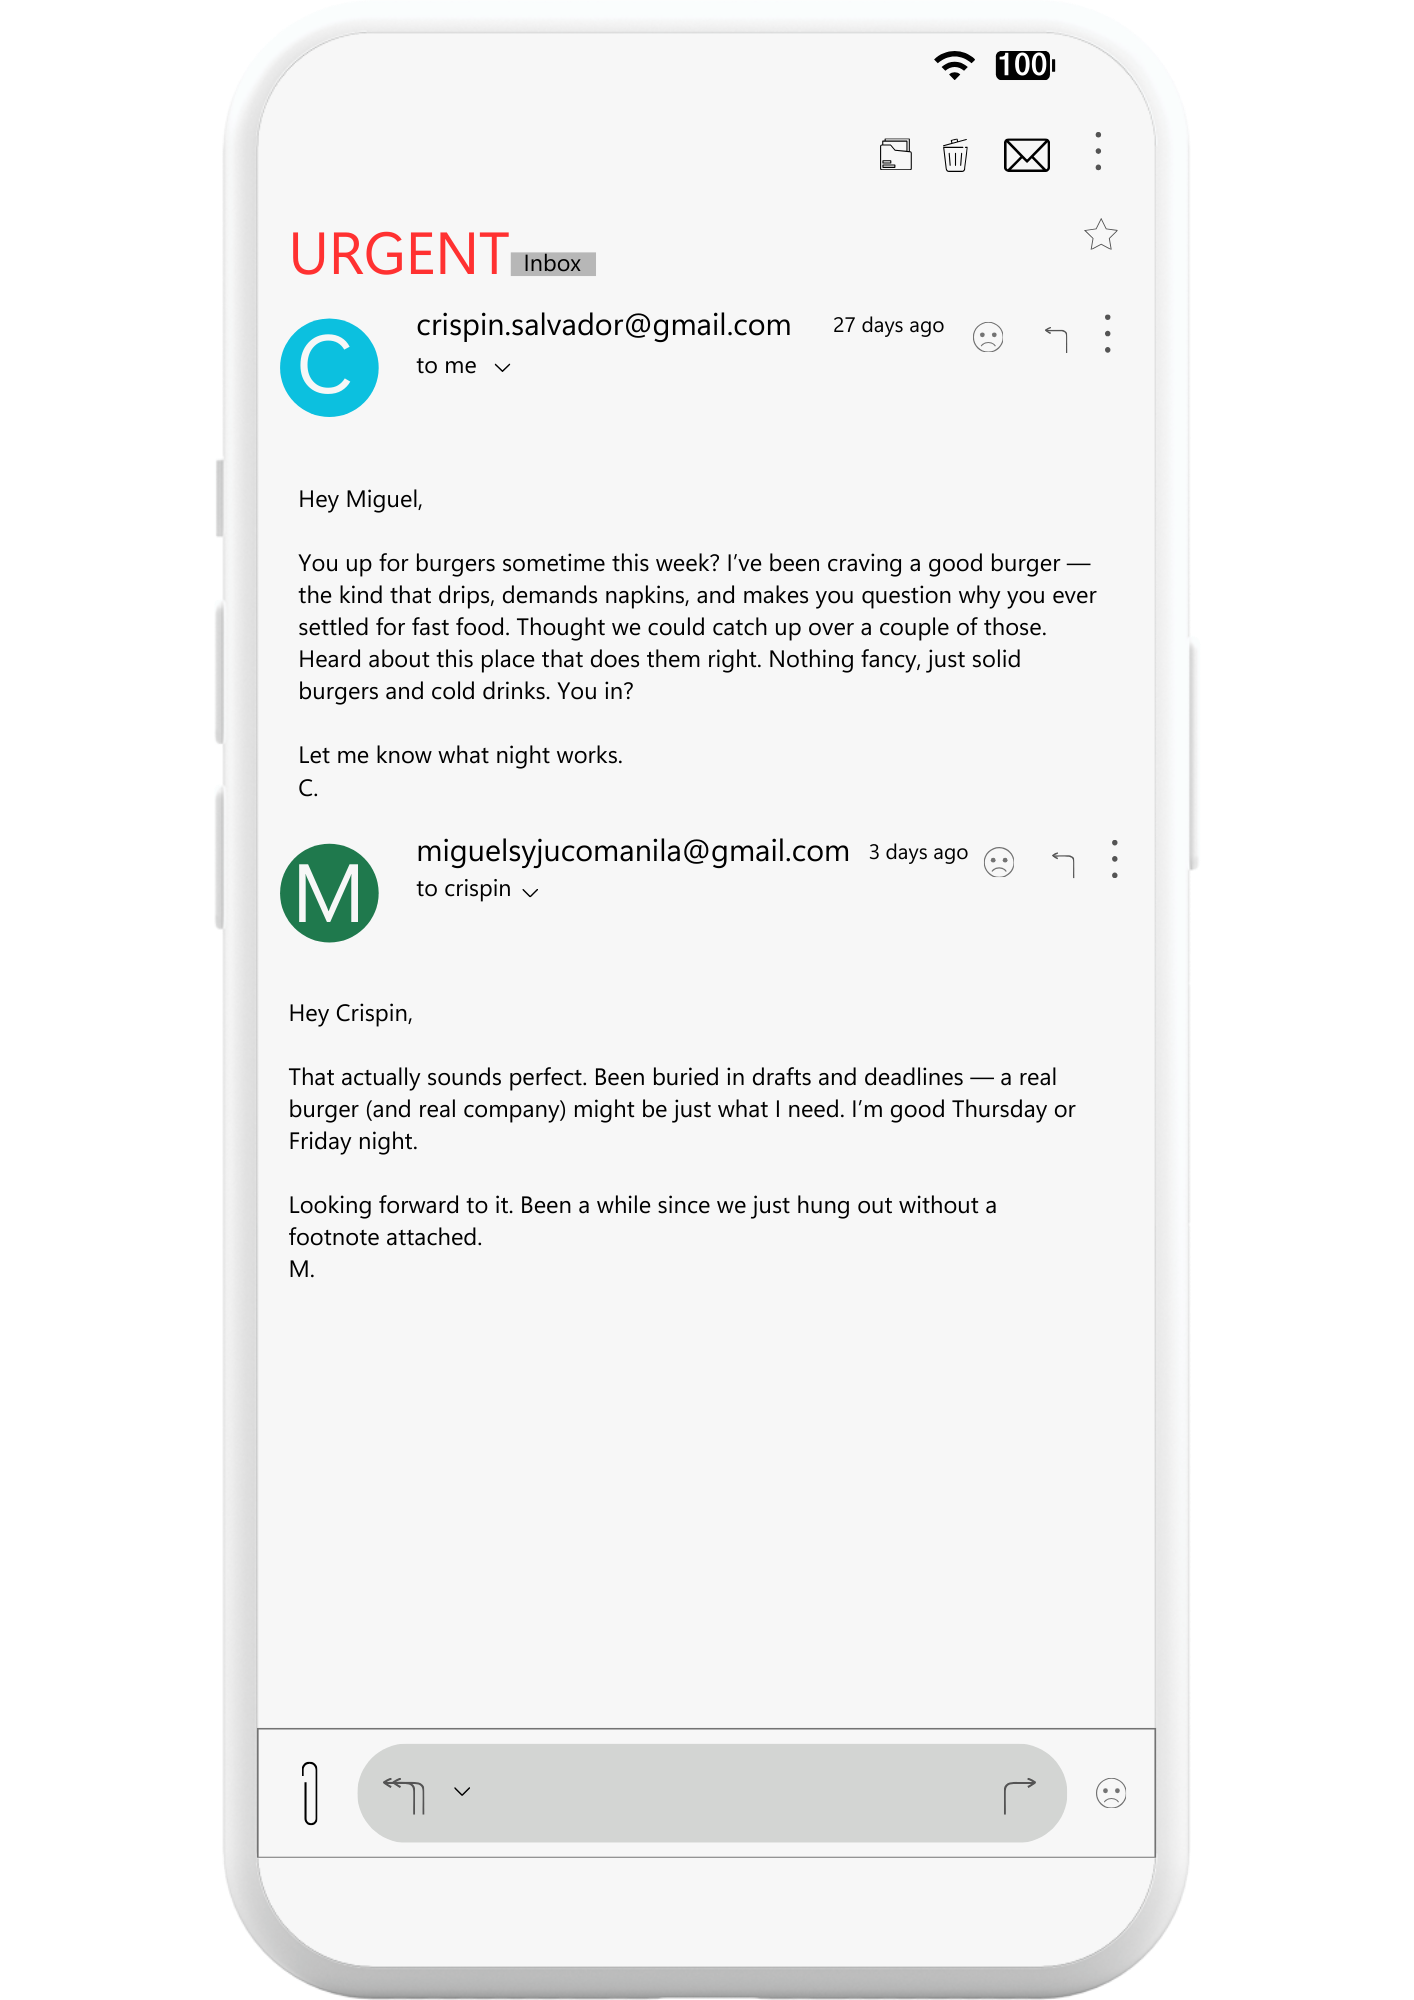 100
URGENT Inbox
C crispin.salvador@gmail.com 27 days ago
to me
Hey Miguel,
You up for burgers sometime this week? I’ve been craving a good burger —
the kind that drips, demands napkins, and makes you question why you ever
settled for fast food. Thought we could catch up over a couple of those.
Heard about this place that does them right. Nothing fancy, just solid
burgers and cold drinks. You in?
Let me know what night works.
C.
M miguelsyjucomanila@gmail.com 3 days ago
to crispin
Hey Crispin,
That actually sounds perfect. Been buried in drafts and deadlines — a real
burger (and real company) might be just what I need. I’m good Thursday or
Friday night.
Looking forward to it. Been a while since we just hung out without a
footnote attached.
M.